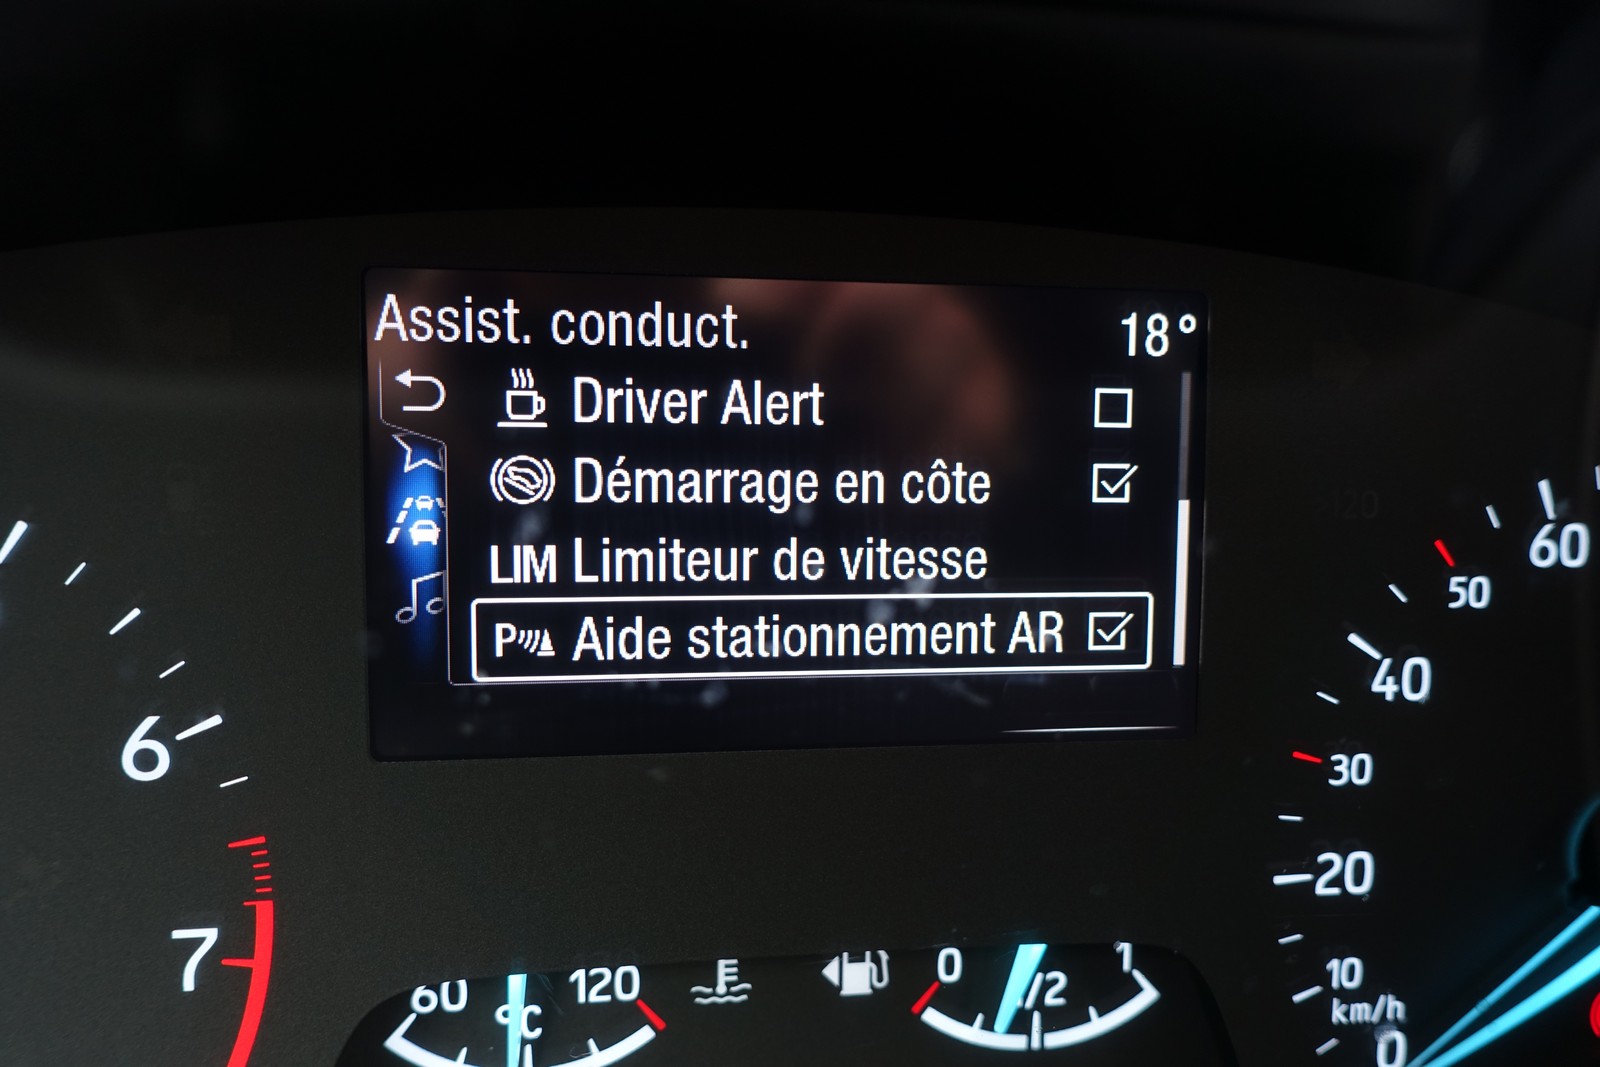 Assist. conduct.
18°
Driver Alert
Démarrage en côte
LIM Limiteur de vitesse
P Aide stationnement AR
6
7
60
120
°C
0
1/2
1
60
50
40
30
20
10
km/h
0